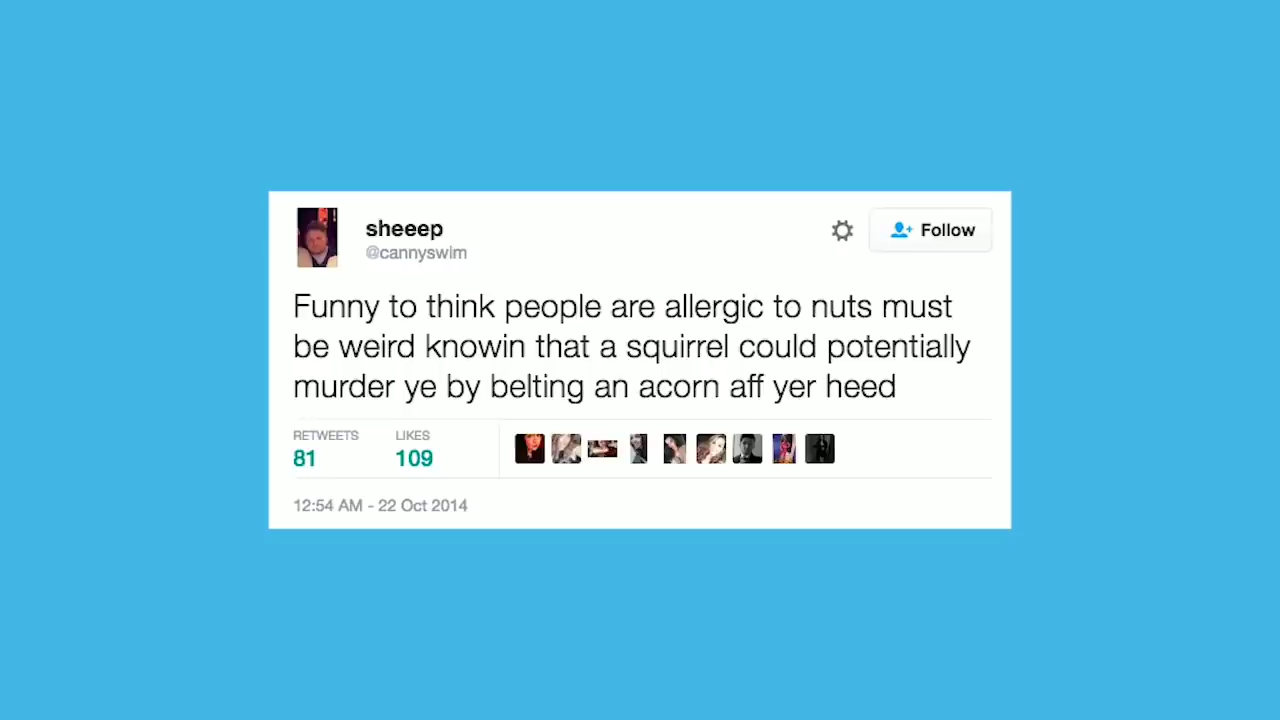 sheeep
@cannyswim
Follow
Funny to think people are allergic to nuts must
be weird knowin that a squirrel could potentially
murder ye by belting an acorn aff yer heed
RETWEETS
81
LIKES
109
12:54 AM - 22 Oct 2014